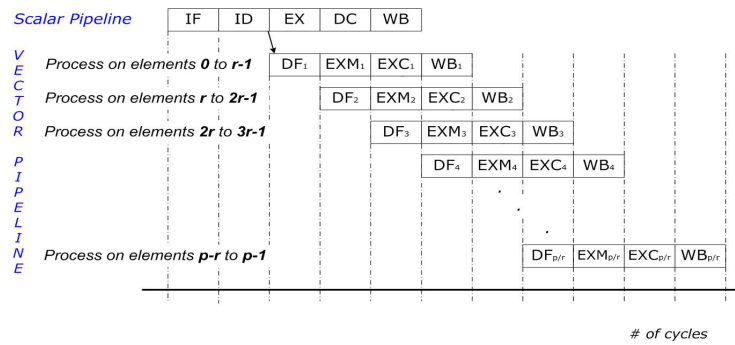 Scalar Pipeline IF ID EX DC WB
VECTOR PIPELINE
Process on elements 0 to r-1 DF₁ EXM₁ EXC₁ WB₁
Process on elements r to 2r-1 DF₂ EXM₂ EXC₂ WB₂
Process on elements 2r to 3r-1 DF₃ EXM₃ EXC₃ WB₃
DF₄ EXM₄ EXC₄ WB₄
. . .
Process on elements p-r to p-1 DFp/r EXMp/r EXCp/r WBp/r
# of cycles